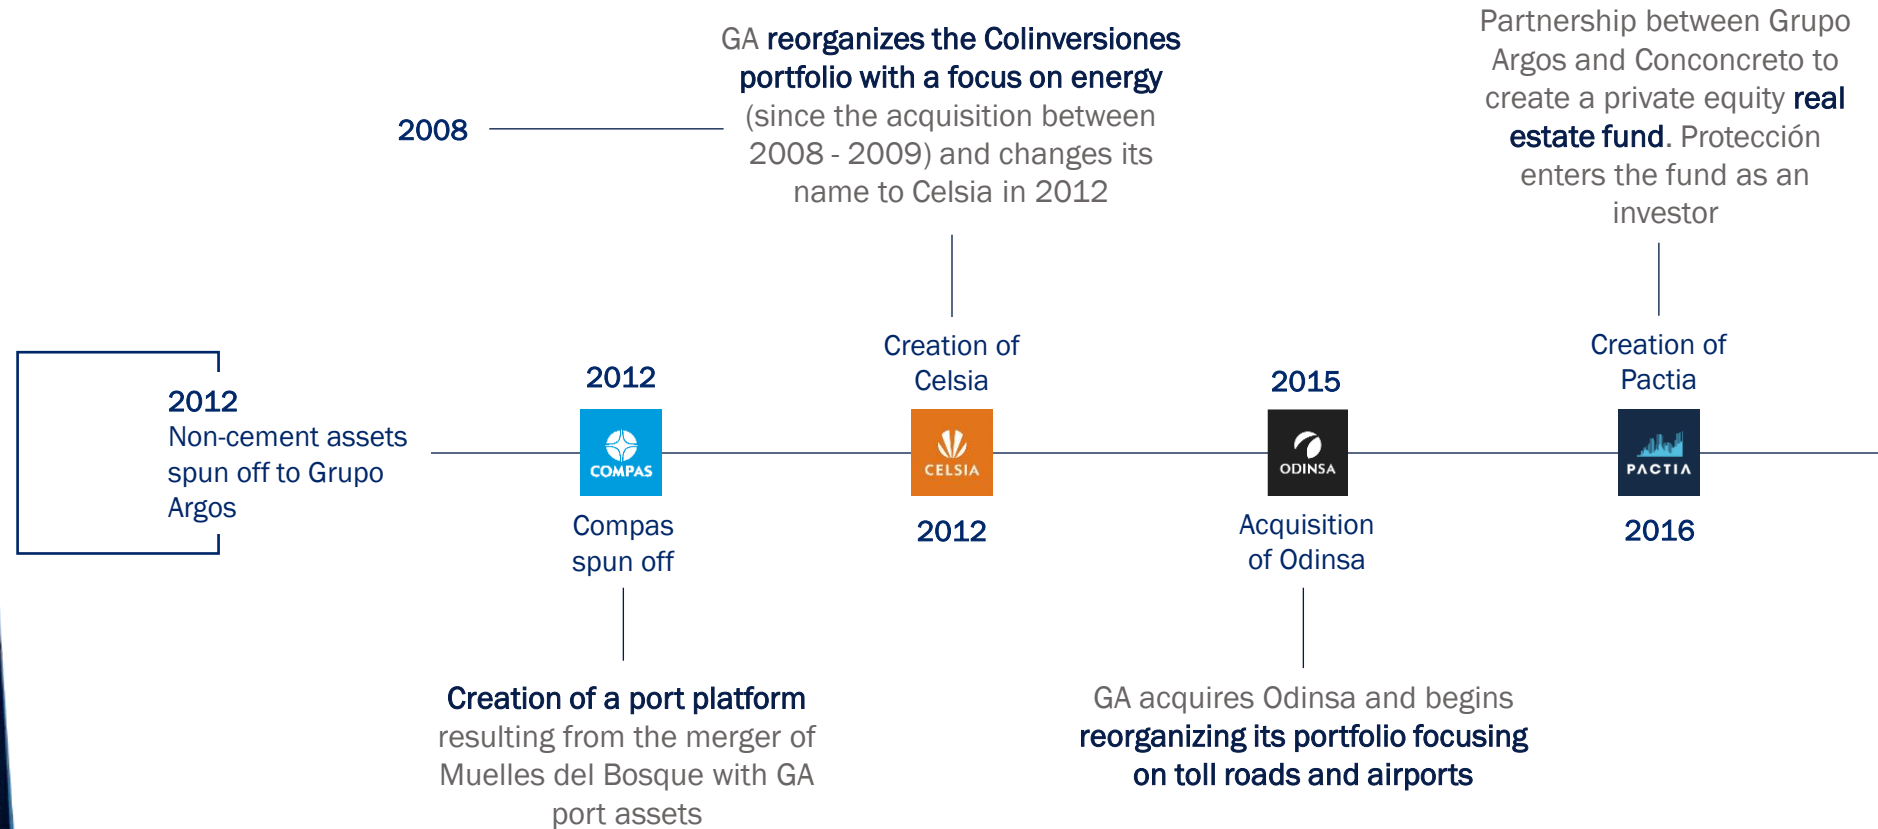 2008
GA reorganizes the Colinversiones
portfolio with a focus on energy
(since the acquisition between
2008 - 2009) and changes its
name to Celsia in 2012
Partnership between Grupo
Argos and Conconcreto to
create a private equity real
estate fund. Protección
enters the fund as an
investor
2012
Non-cement assets
spun off to Grupo
Argos
2012
COMPAS
Compas
spun off
Creation of a port platform
resulting from the merger of
Muelles del Bosque with GA
port assets
Creation of
Celsia
CELSIA
2012
2015
ODINSA
Acquisition
of Odinsa
GA acquires Odinsa and begins
reorganizing its portfolio focusing
on toll roads and airports
Creation of
Pactia
PACTIA
2016